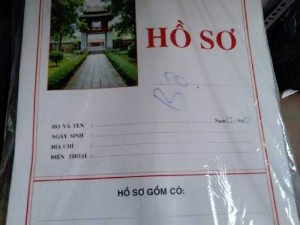 HỒ SƠ
HỌ VÀ TÊN
Nam ☐ , Nữ ☐
NGÀY SINH :
ĐỊA CHỈ :
ĐIỆN THOẠI :
HỒ SƠ GỒM CÓ: